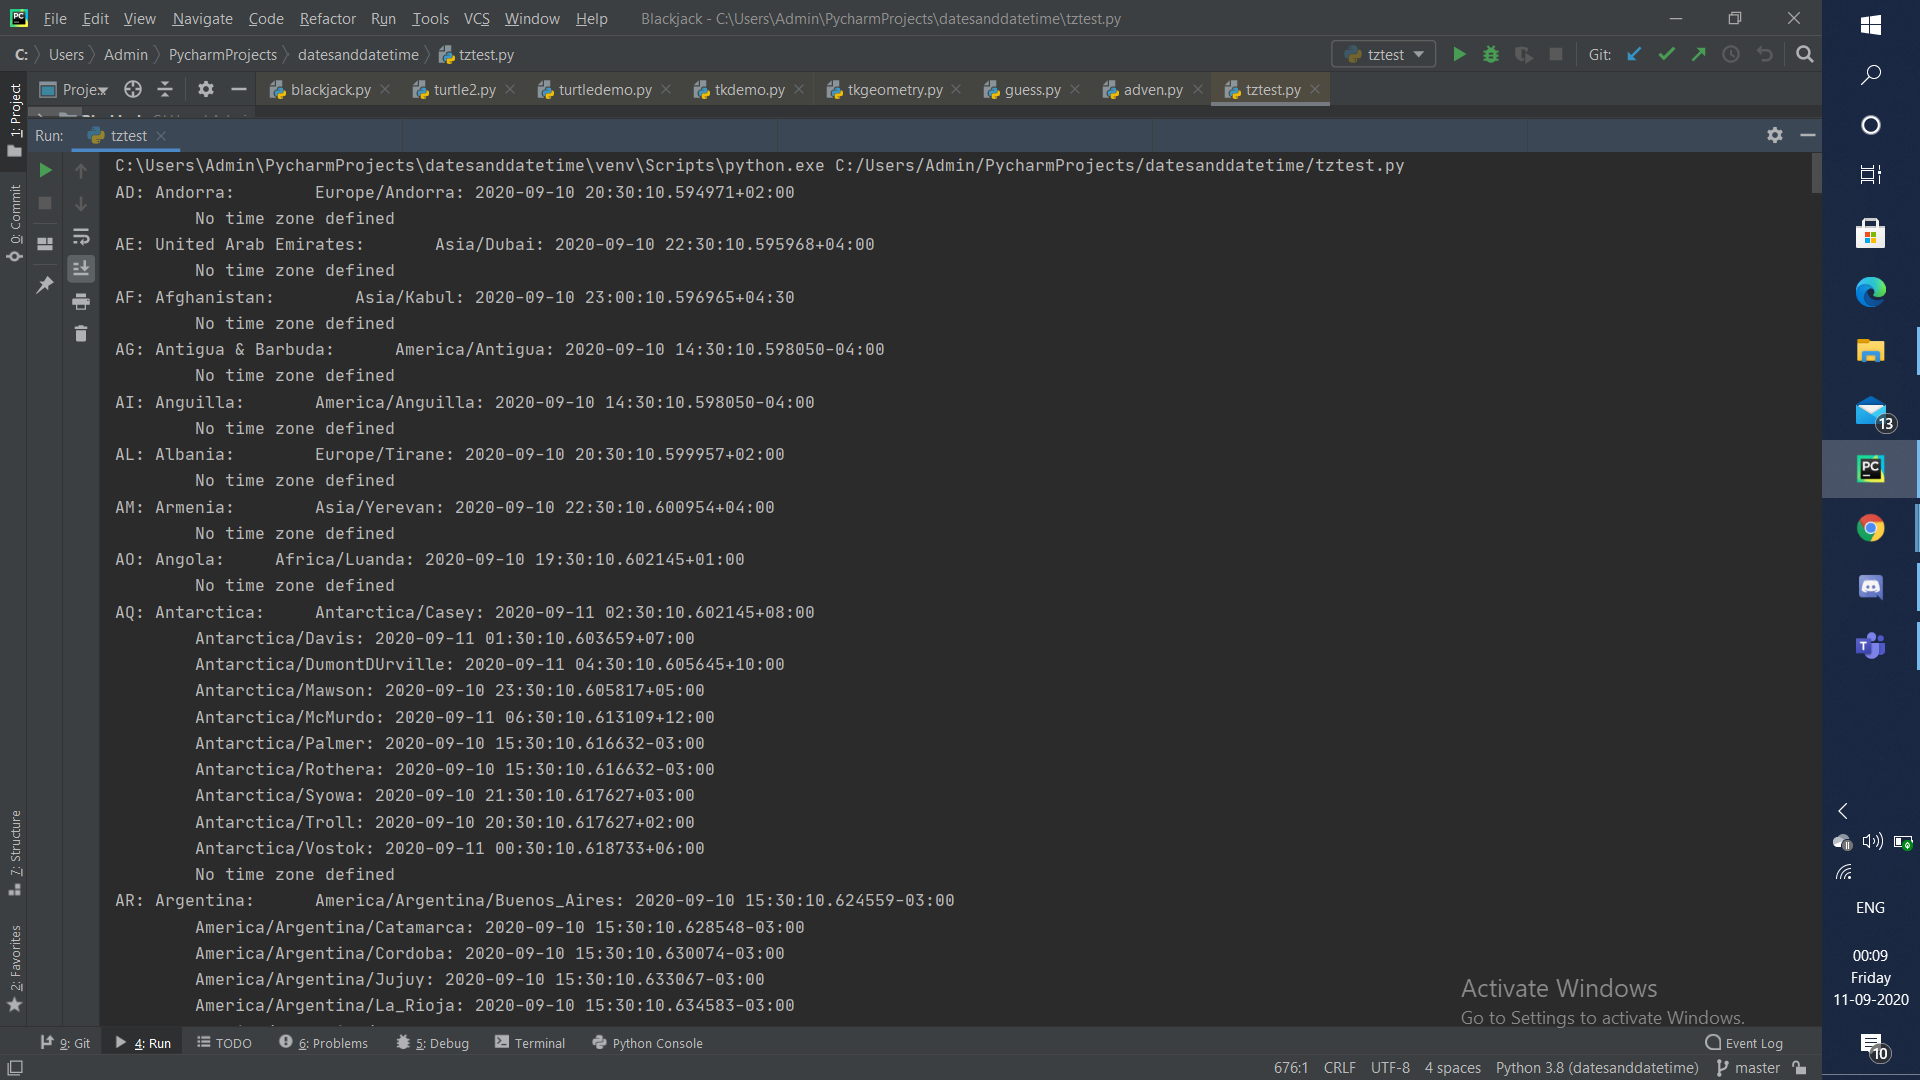 File Edit View Navigate Code Refactor Run Tools VCS Window Help Blackjack - C:\Users\Admin\PycharmProjects\datesanddatetime\tztest.py
C: Users Admin PycharmProjects datesanddatetime tztest.py tztest Git:
1: Project Proje blackjack.py turtle2.py turtledemo.py tkdemo.py tkgeometry.py guess.py adven.py tztest.py
Run: tztest
C:\Users\Admin\PycharmProjects\datesanddatetime\venv\Scripts\python.exe C:/Users/Admin/PycharmProjects/datesanddatetime/tztest.py
AD: Andorra: Europe/Andorra: 2020-09-10 20:30:10.594971+02:00
No time zone defined
AE: United Arab Emirates: Asia/Dubai: 2020-09-10 22:30:10.595968+04:00
No time zone defined
AF: Afghanistan: Asia/Kabul: 2020-09-10 23:00:10.596965+04:30
No time zone defined
AG: Antigua & Barbuda: America/Antigua: 2020-09-10 14:30:10.598050-04:00
No time zone defined
AI: Anguilla: America/Anguilla: 2020-09-10 14:30:10.598050-04:00
No time zone defined
AL: Albania: Europe/Tirane: 2020-09-10 20:30:10.599957+02:00
No time zone defined
AM: Armenia: Asia/Yerevan: 2020-09-10 22:30:10.600954+04:00
No time zone defined
AO: Angola: Africa/Luanda: 2020-09-10 19:30:10.602145+01:00
No time zone defined
AQ: Antarctica: Antarctica/Casey: 2020-09-11 02:30:10.602145+08:00
Antarctica/Davis: 2020-09-11 01:30:10.603659+07:00
Antarctica/DumontDUrville: 2020-09-11 04:30:10.605645+10:00
Antarctica/Mawson: 2020-09-10 23:30:10.605817+05:00
Antarctica/McMurdo: 2020-09-11 06:30:10.613109+12:00
Antarctica/Palmer: 2020-09-10 15:30:10.616632-03:00
Antarctica/Rothera: 2020-09-10 15:30:10.616632-03:00
Antarctica/Syowa: 2020-09-10 21:30:10.617627+03:00
Antarctica/Troll: 2020-09-10 20:30:10.617627+02:00
Antarctica/Vostok: 2020-09-11 00:30:10.618733+06:00
No time zone defined
AR: Argentina: America/Argentina/Buenos_Aires: 2020-09-10 15:30:10.624559-03:00
America/Argentina/Catamarca: 2020-09-10 15:30:10.628548-03:00
America/Argentina/Cordoba: 2020-09-10 15:30:10.630074-03:00
America/Argentina/Jujuy: 2020-09-10 15:30:10.633067-03:00
America/Argentina/La_Rioja: 2020-09-10 15:30:10.634583-03:00
0: Commit
7: Structure
2: Favorites
Activate Windows
Go to Settings to activate Windows.
9: Git 4: Run TODO 6: Problems 5: Debug Terminal Python Console Event Log
676:1 CRLF UTF-8 4 spaces Python 3.8 (datesanddatetime) master
13
PC
ENG
00:09
Friday
11-09-2020
10